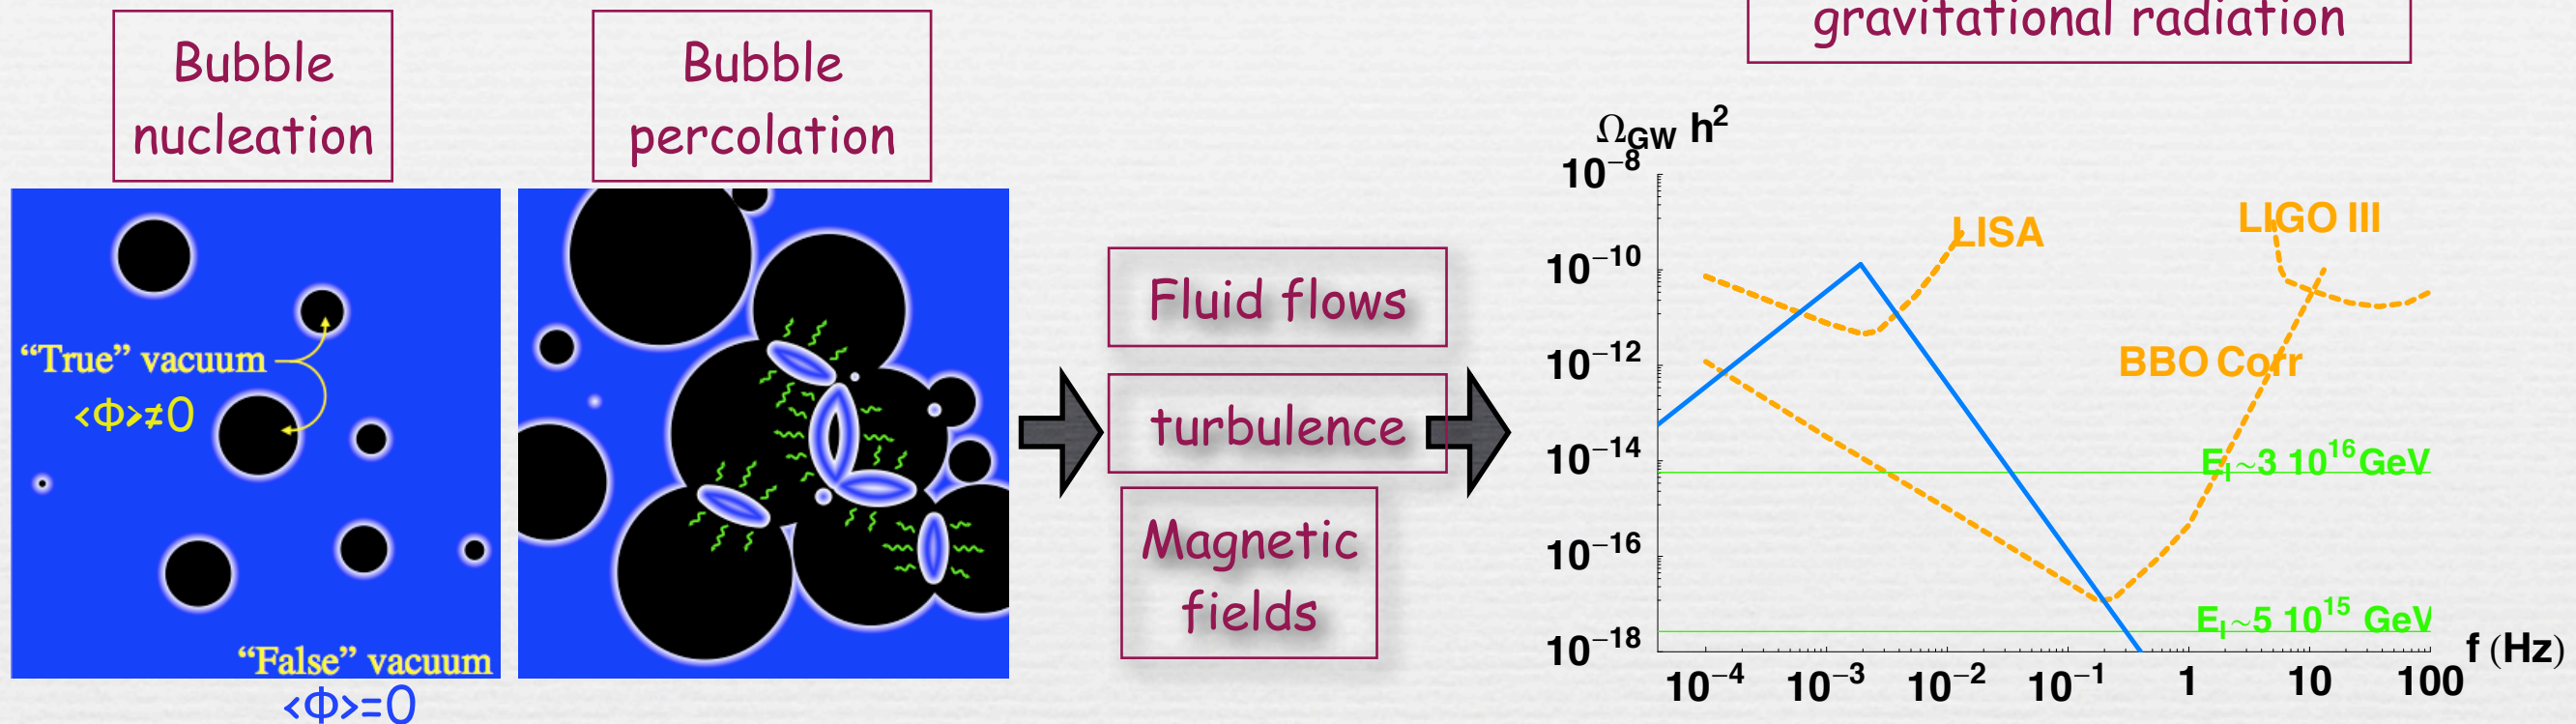 Bubble
nucleation
Bubble
percolation
gravitational radiation
“True” vacuum
<Φ>≠0
“False” vacuum
<Φ>=0
Fluid flows
turbulence
Magnetic
fields
Ω_GW h²
10⁻⁸
10⁻¹⁰
10⁻¹²
10⁻¹⁴
10⁻¹⁶
10⁻¹⁸
LISA
LIGO III
BBO Corr
E_I~3 10¹⁶GeV
E_I~5 10¹⁵ GeV
10⁻⁴ 10⁻³ 10⁻² 10⁻¹ 1 10 100
f (Hz)